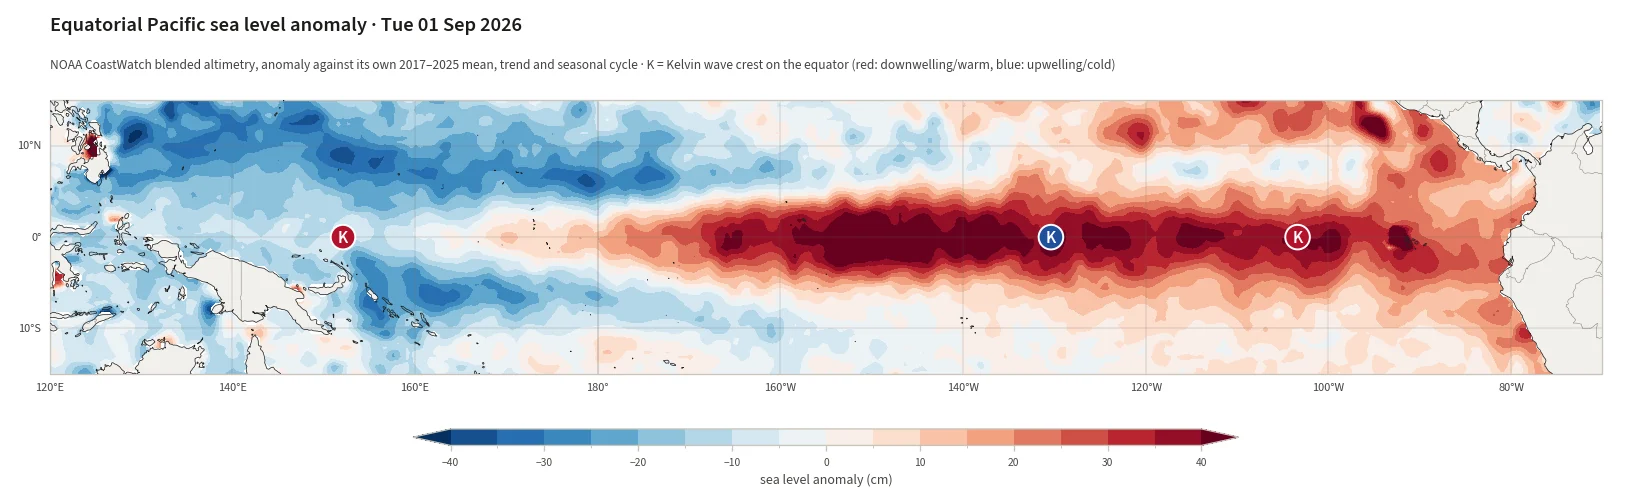 Equatorial Pacific sea level anomaly · Tue 01 Sep 2026
NOAA CoastWatch blended altimetry, anomaly against its own 2017–2025 mean, trend and seasonal cycle · K = Kelvin wave crest on the equator (red: downwelling/warm, blue: upwelling/cold)
10°N
0°
K K K
10°S
120°E 140°E 160°E 180° 160°W 140°W 120°W 100°W 80°W
−40 −30 −20 −10 0 10 20 30 40
sea level anomaly (cm)